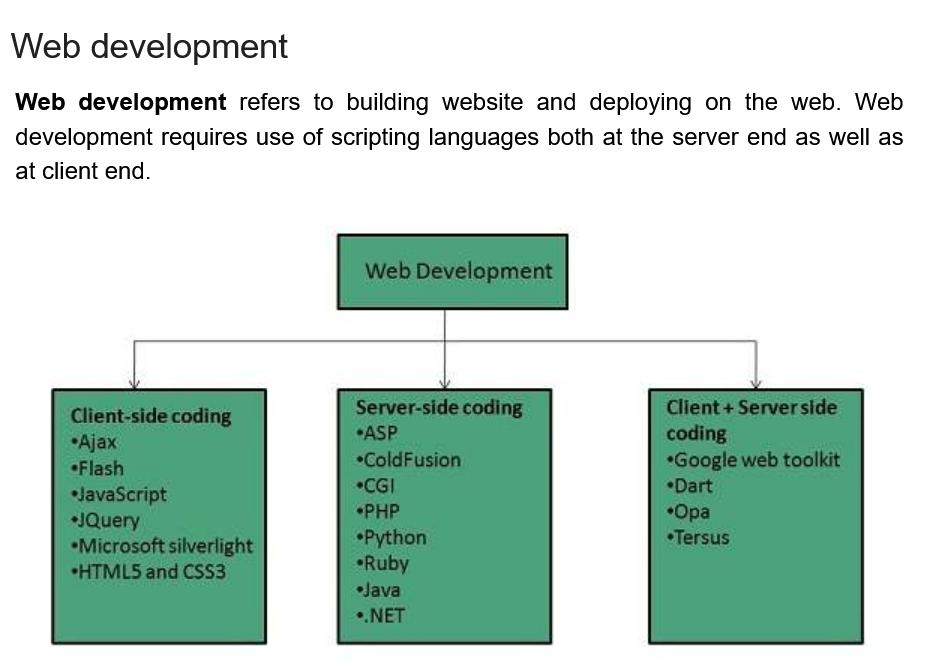 Web development
Web development refers to building website and deploying on the web. Web
development requires use of scripting languages both at the server end as well as
at client end.
Web Development
Client-side coding
•Ajax
•Flash
•JavaScript
•JQuery
•Microsoft silverlight
•HTML5 and CSS3
Server-side coding
•ASP
•ColdFusion
•CGI
•PHP
•Python
•Ruby
•Java
•.NET
Client + Server side
coding
•Google web toolkit
•Dart
•Opa
•Tersus